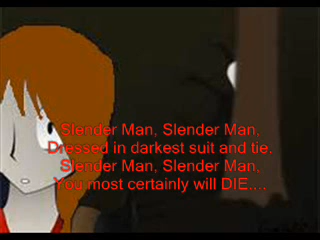 Slender Man, Slender Man,
Dressed in darkest suit and tie.
Slender Man, Slender Man,
You most certainly will DIE....